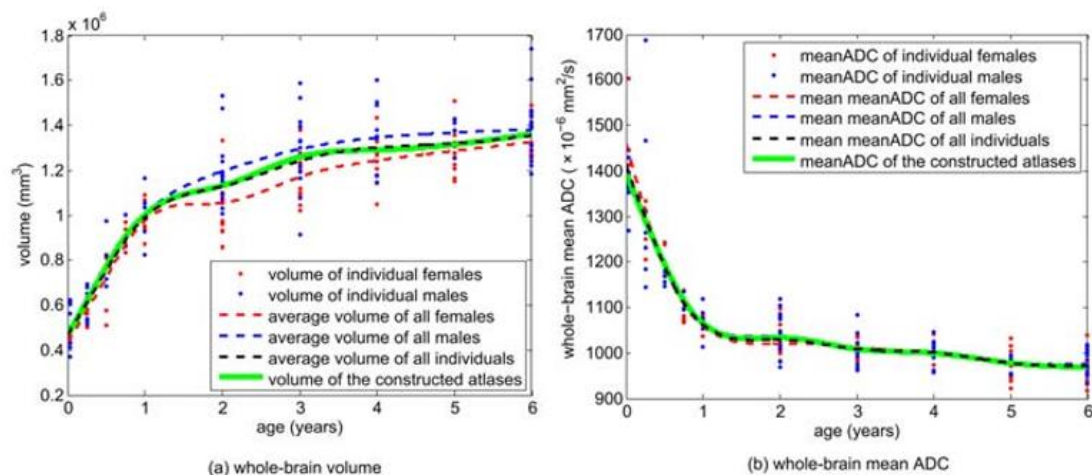 × 10⁶
1.8
1.6
1.4
1.2
1.0
0.8
0.6
0.4
0.2
volume (mm³)
volume of individual females
volume of individual males
average volume of all females
average volume of all males
average volume of all individuals
volume of the constructed atlases
0 1 2 3 4 5 6
age (years)
(a) whole-brain volume
1700
1600
1500
1400
1300
1200
1100
1000
900
whole-brain mean ADC (×10⁻⁶ mm²/s)
meanADC of individual females
meanADC of individual males
mean meanADC of all females
mean meanADC of all males
mean meanADC of all individuals
meanADC of the constructed atlases
0 1 2 3 4 5 6
age (years)
(b) whole-brain mean ADC